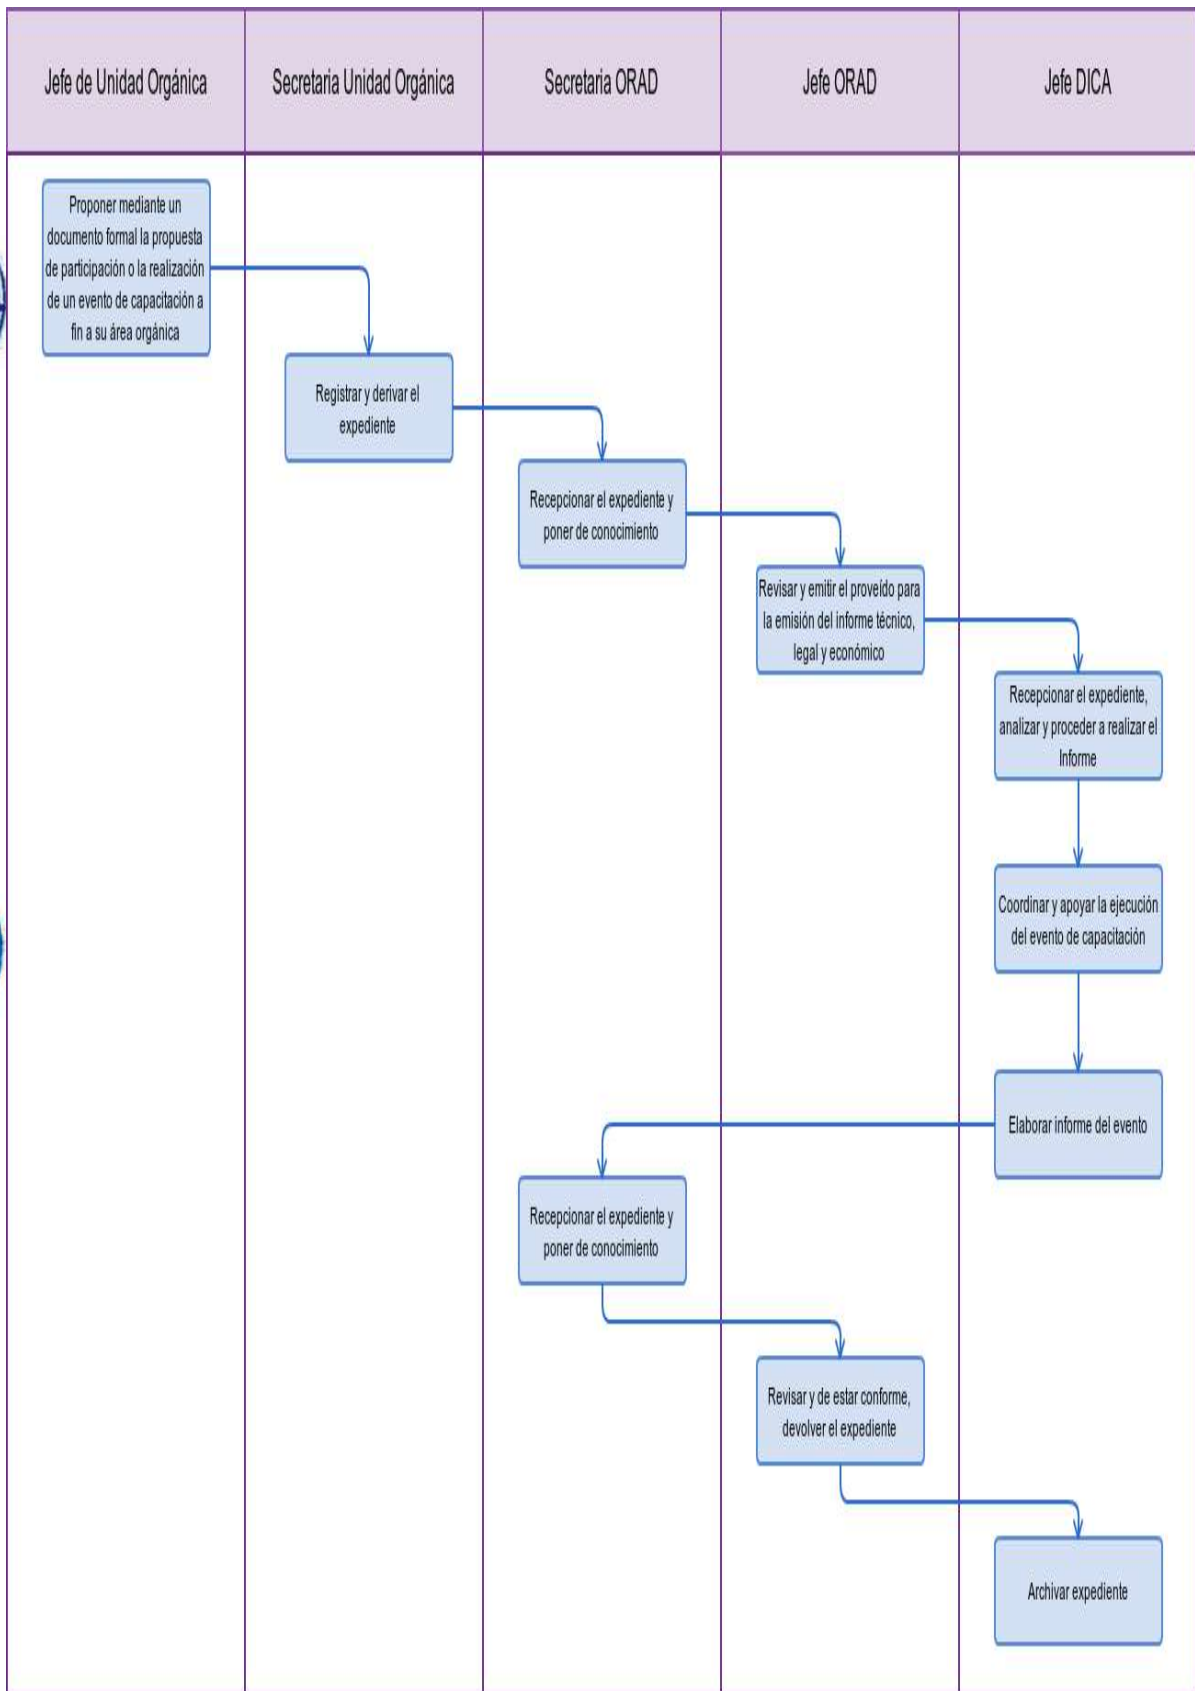 Jefe de Unidad Orgánica
Secretaria Unidad Orgánica
Secretaria ORAD
Jefe ORAD
Jefe DICA
Proponer mediante un
documento formal la propuesta
de participación o la realización
de un evento de capacitación a
fin a su área orgánica
Registrar y derivar el
expediente
Recepcionar el expediente y
poner de conocimiento
Revisar y emitir el proveído para
la emisión del informe técnico,
legal y económico
Recepcionar el expediente,
analizar y proceder a realizar el
Informe
Coordinar y apoyar la ejecución
del evento de capacitación
Elaborar informe del evento
Recepcionar el expediente y
poner de conocimiento
Revisar y de estar conforme,
devolver el expediente
Archivar expediente